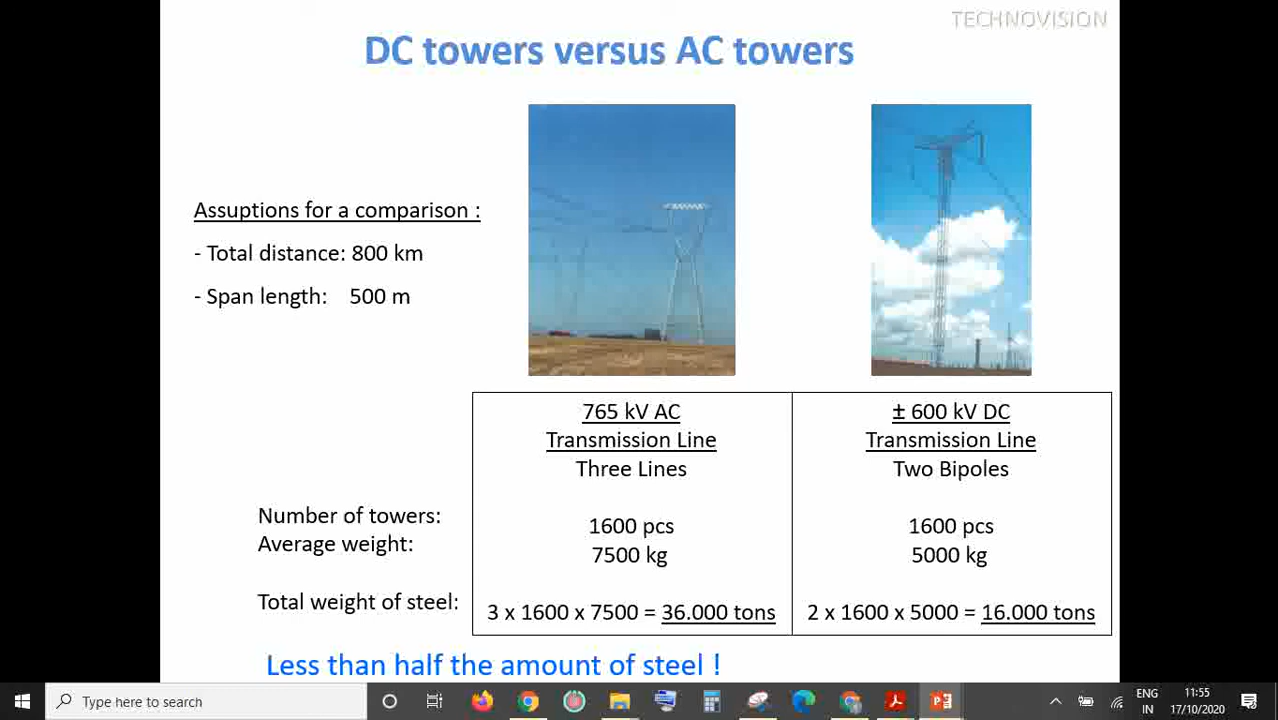 TECHNOVISION
DC towers versus AC towers
Assuptions for a comparison :
- Total distance: 800 km
- Span length: 500 m
765 kV AC
Transmission Line
Three Lines
± 600 kV DC
Transmission Line
Two Bipoles
Number of towers: 1600 pcs 1600 pcs
Average weight: 7500 kg 5000 kg
Total weight of steel: 3 x 1600 x 7500 = 36.000 tons 2 x 1600 x 5000 = 16.000 tons
Less than half the amount of steel !
Type here to search
ENG
IN
11:55
17/10/2020